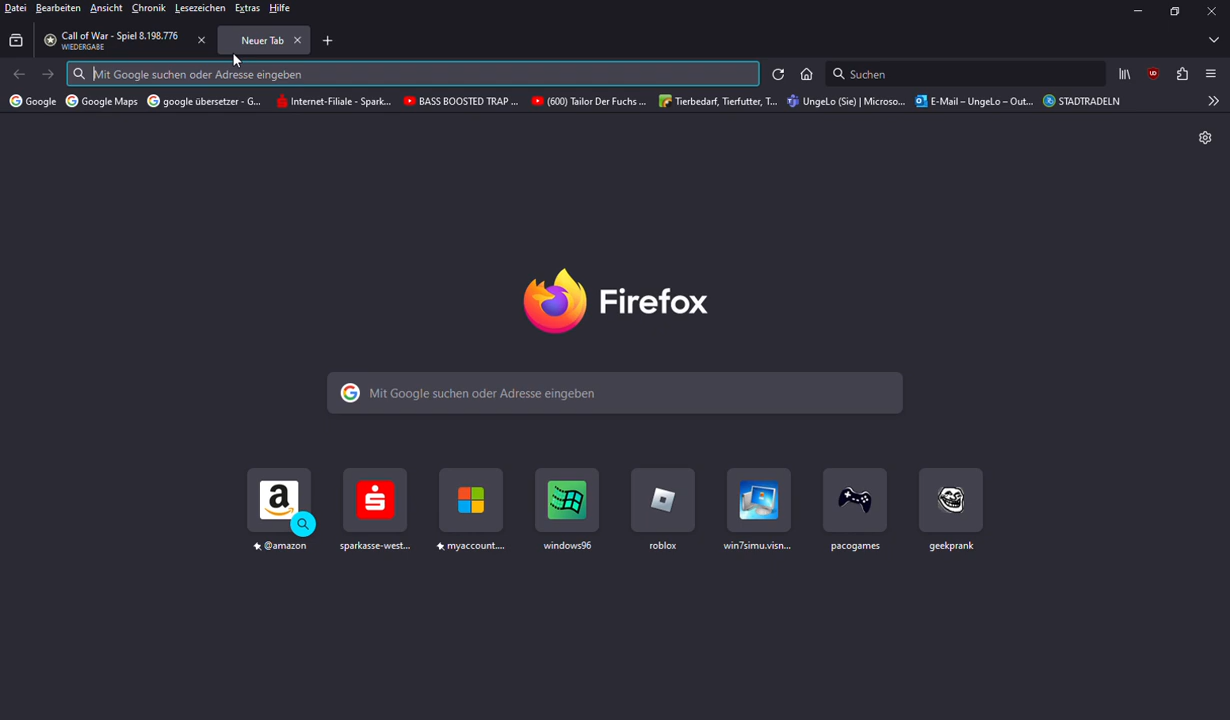 Datei Bearbeiten Ansicht Chronik Lesezeichen Extras Hilfe
Call of War - Spiel 8.198.776
WIEDERGABE
Neuer Tab
Mit Google suchen oder Adresse eingeben
Suchen
Google Google Maps google übersetzer - G... Internet-Filiale - Spark... BASS BOOSTED TRAP ... (600) Tailor Der Fuchs ... Tierbedarf, Tierfutter, T... UngeLo (Sie) | Microso... E-Mail – UngeLo – Out... STADTRADELN
Firefox
Mit Google suchen oder Adresse eingeben
@amazon sparkasse-west... myaccount.... windows96 roblox win7simu.visn... pacogames geekprank